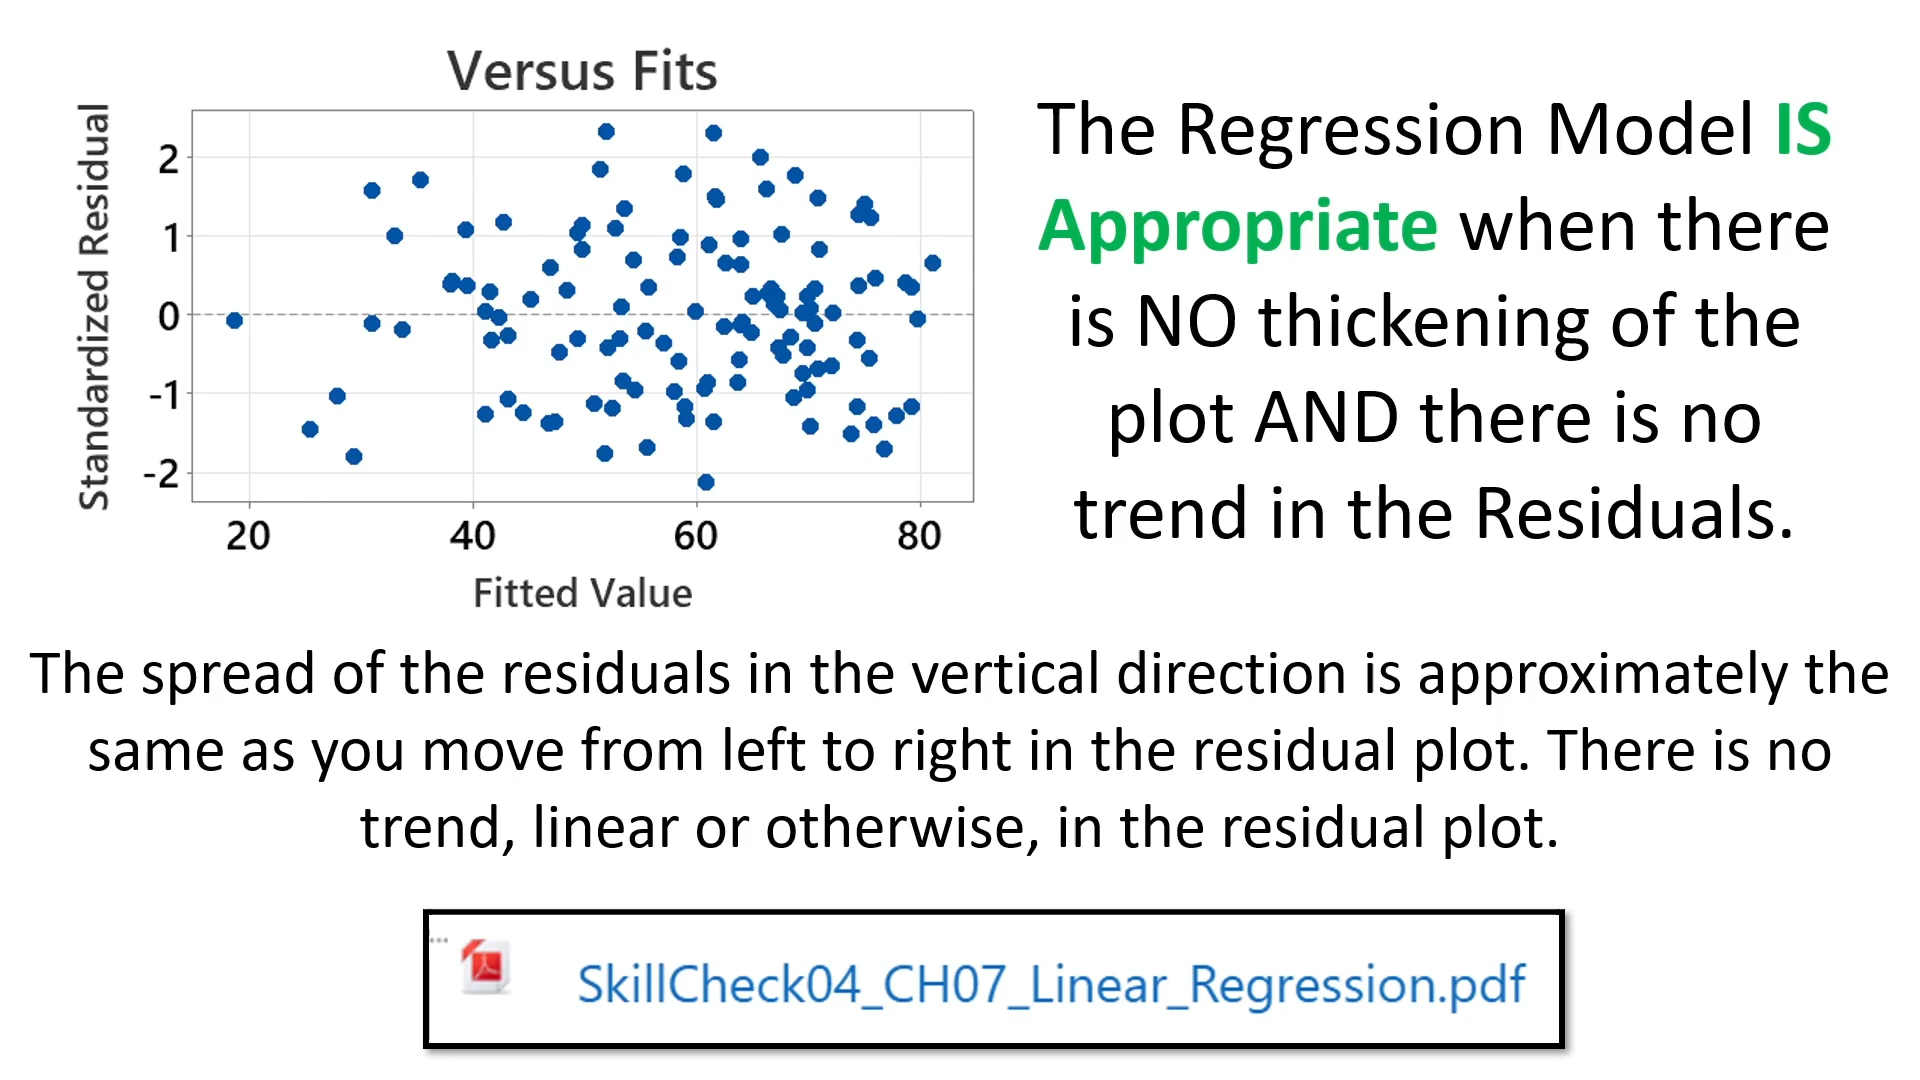 Versus Fits
Standardized Residual
2
1
0
-1
-2
20 40 60 80
Fitted Value
The Regression Model IS
Appropriate when there
is NO thickening of the
plot AND there is no
trend in the Residuals.
The spread of the residuals in the vertical direction is approximately the
same as you move from left to right in the residual plot. There is no
trend, linear or otherwise, in the residual plot.
...
SkillCheck04_CH07_Linear_Regression.pdf